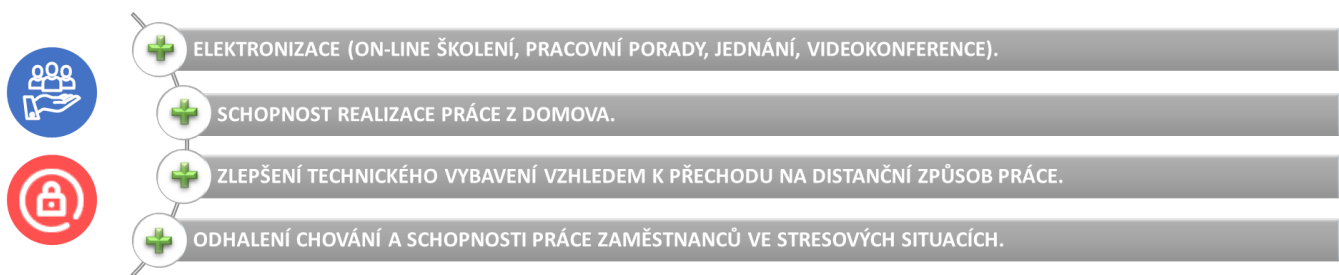 ELEKTRONIZACE (ON-LINE ŠKOLENÍ, PRACOVNÍ PORADY, JEDNÁNÍ, VIDEOKONFERENCE).
SCHOPNOST REALIZACE PRÁCE Z DOMOVA.
ZLEPŠENÍ TECHNICKÉHO VYBAVENÍ VZHLEDEM K PŘECHODU NA DISTANČNÍ ZPŮSOB PRÁCE.
ODHALENÍ CHOVÁNÍ A SCHOPNOSTI PRÁCE ZAMĚSTNANCŮ VE STRESOVÝCH SITUACÍCH.